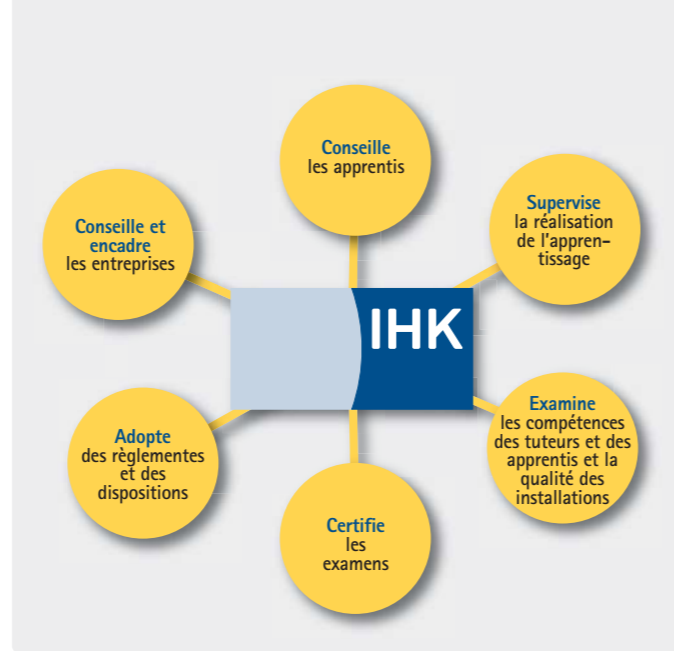 Conseille
les apprentis
Supervise
la réalisation
de l'appren-
tissage
Examine
les compétences
des tuteurs et des
apprentis et la
qualité des
installations
Certifie
les
examens
Adopte
des règlementes
et des
dispositions
Conseille et
encadre
les entreprises
IHK